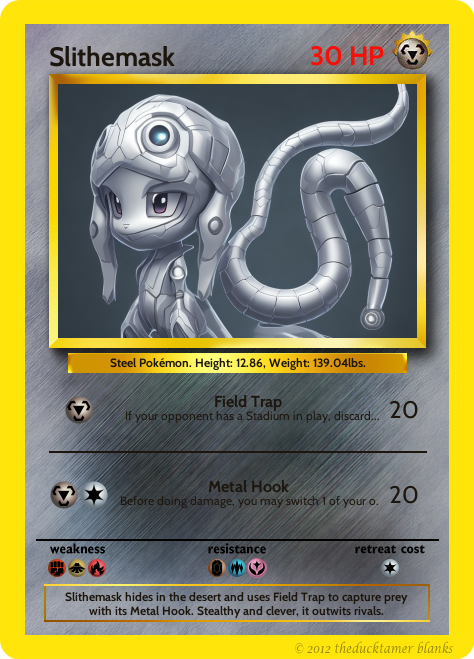 Slithemask 30 HP
Steel Pokémon. Height: 12.86, Weight: 139.04lbs.
Field Trap
If your opponent has a Stadium in play, discard... 20
Metal Hook
Before doing damage, you may switch 1 of your o. 20
weakness resistance retreat cost
Slithemask hides in the desert and uses Field Trap to capture prey
with its Metal Hook. Stealthy and clever, it outwits rivals.
© 2012 theducktamer blanks